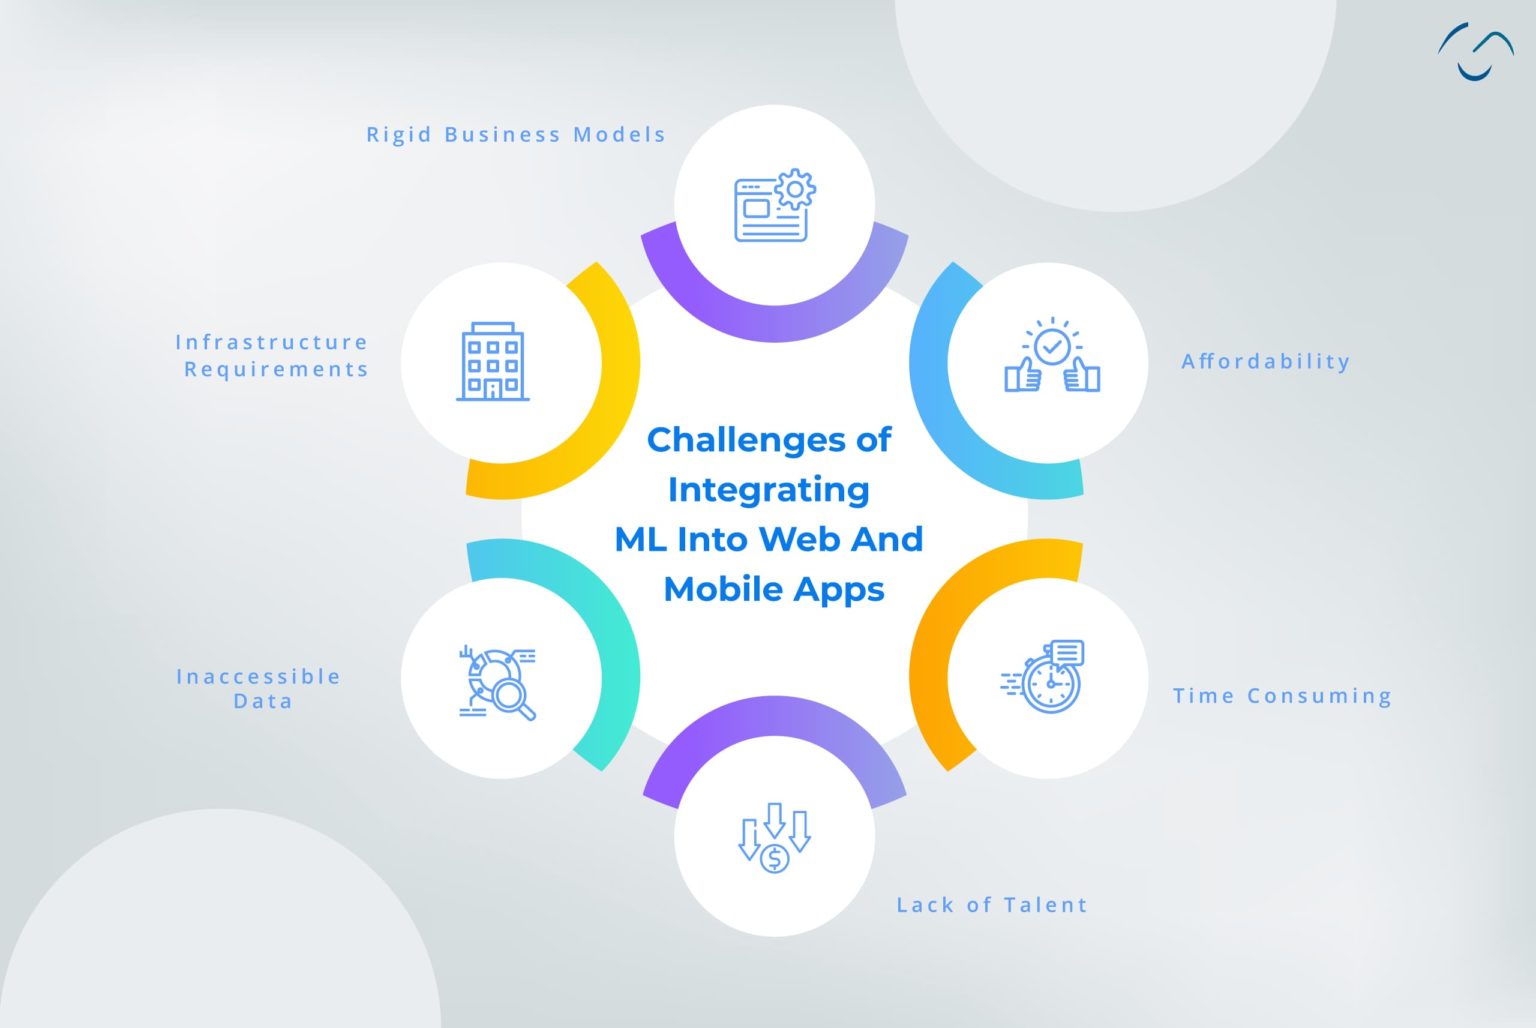 Rigid Business Models
Infrastructure
Requirements
Affordability
Challenges of
Integrating
ML Into Web And
Mobile Apps
Inaccessible
Data
Time Consuming
$
Lack of Talent